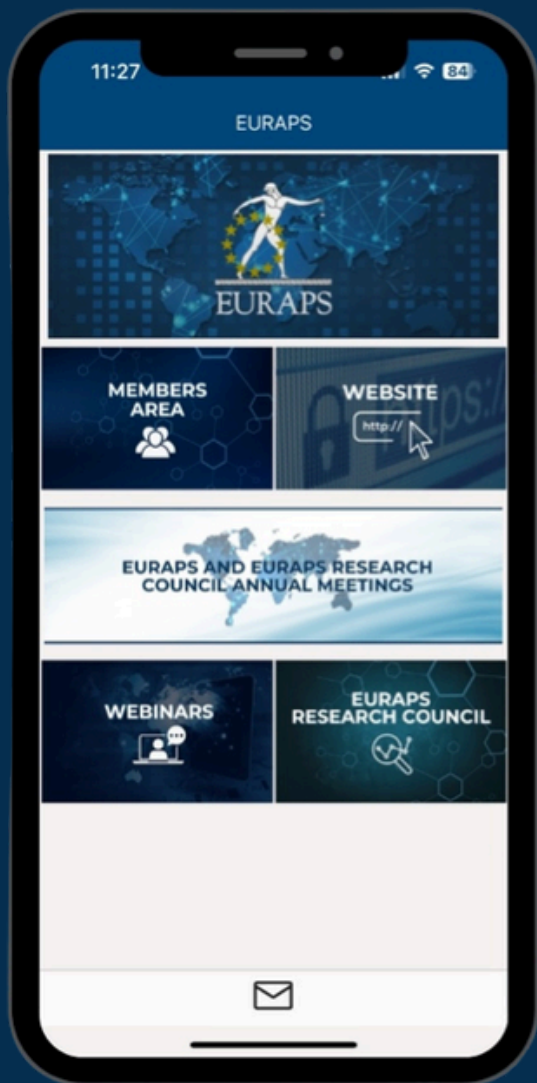 11:27
84
EURAPS
EURAPS
MEMBERS
AREA
WEBSITE
http://
https:/
EURAPS AND EURAPS RESEARCH
COUNCIL ANNUAL MEETINGS
WEBINARS
EURAPS
RESEARCH COUNCIL